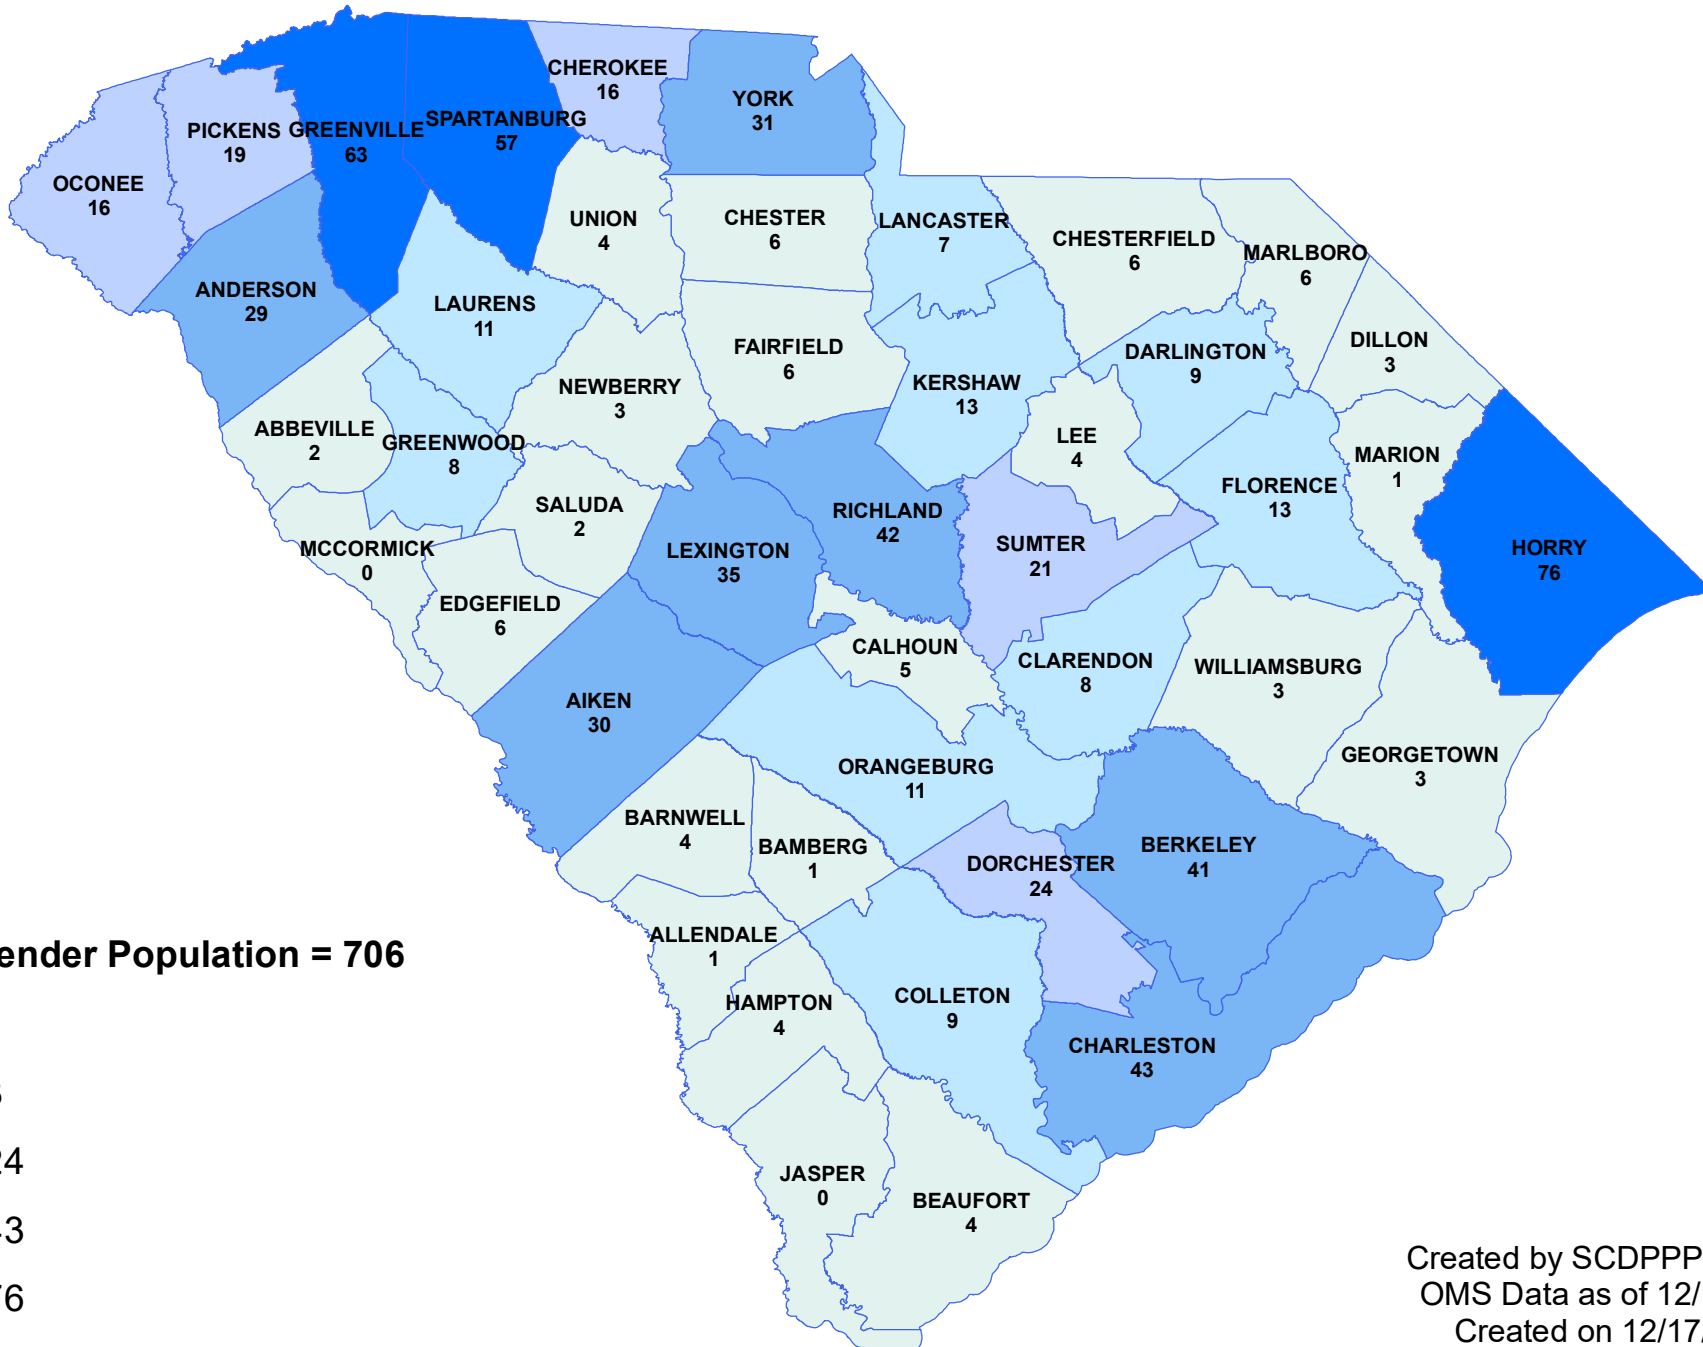 CHEROKEE
16
YORK
31
SPARTANBURG
57
PICKENS
19
GREENVILLE
63
OCONEE
16
UNION
4
CHESTER
6
LANCASTER
7
CHESTERFIELD
6
MARLBORO
6
ANDERSON
29
LAURENS
11
FAIRFIELD
6
DILLON
3
DARLINGTON
9
NEWBERRY
3
KERSHAW
13
ABBEVILLE
2
GREENWOOD
8
LEE
4
MARION
1
FLORENCE
13
SALUDA
2
RICHLAND
42
LEXINGTON
35
SUMTER
21
HORRY
76
MCCORMICK
0
EDGEFIELD
6
CALHOUN
5
CLARENDON
8
WILLIAMSBURG
3
AIKEN
30
ORANGEBURG
11
GEORGETOWN
3
BARNWELL
4
BAMBERG
1
DORCHESTER
24
BERKELEY
41
ALLENDALE
1
ender Population = 706
HAMPTON
4
COLLETON
9
CHARLESTON
43
24
JASPER
0
BEAUFORT
4
3
76
Created by SCDPPP
OMS Data as of 12/
Created on 12/17/